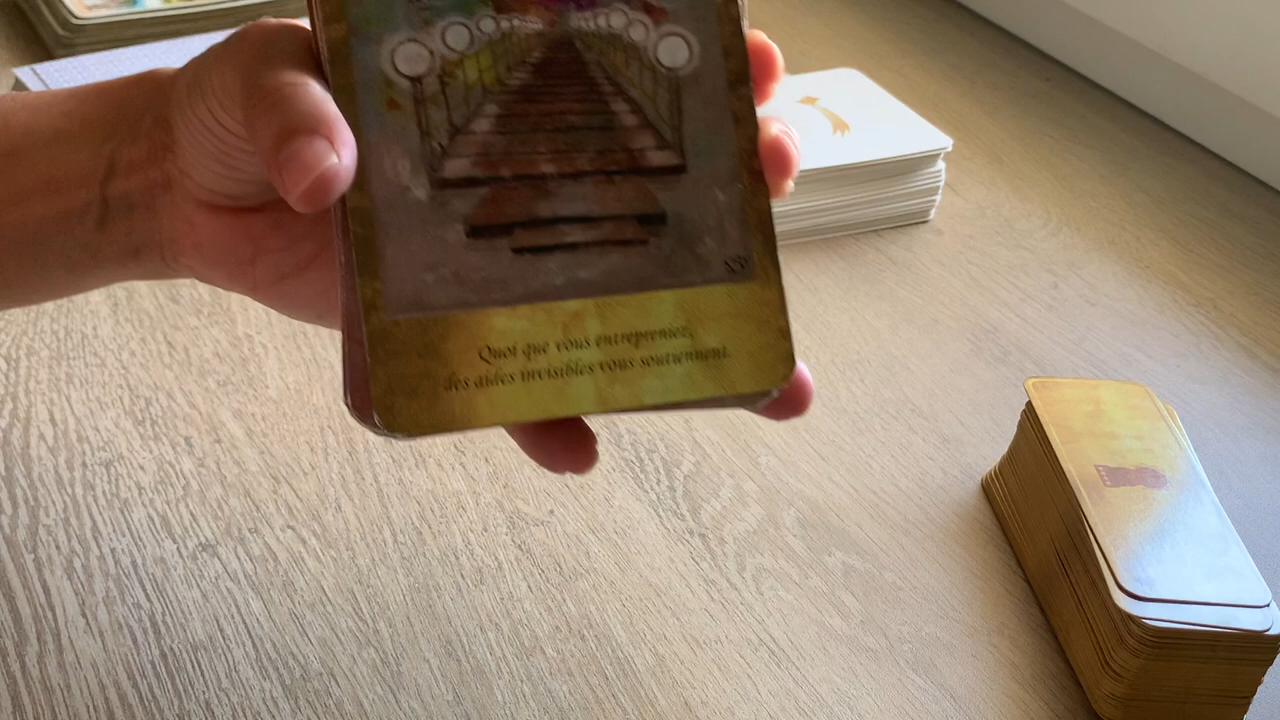 Quoi que vous entrepreniez,
des aides invisibles vous soutiennent.